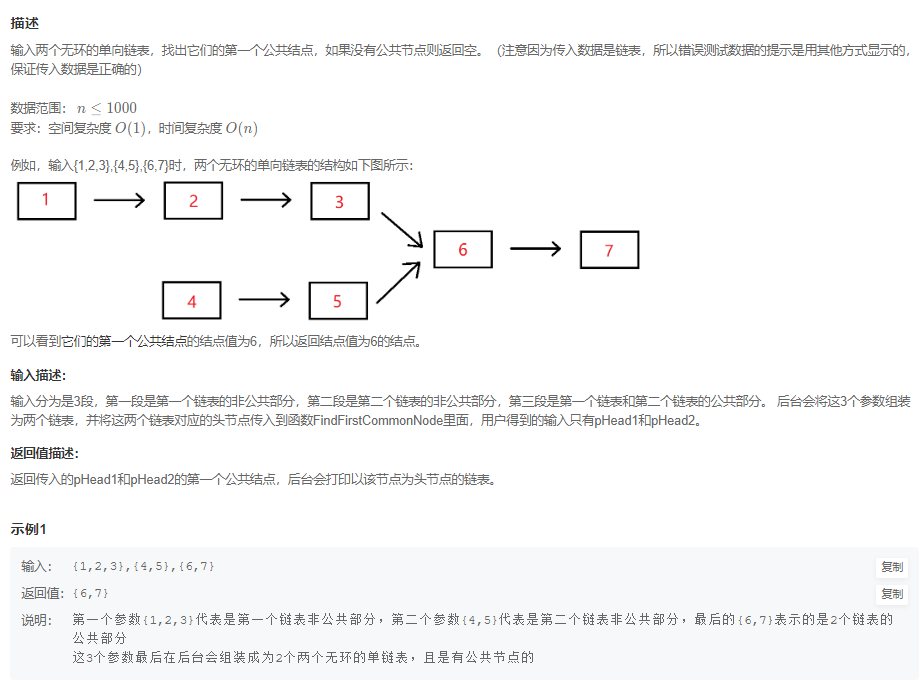 描述
输入两个无环的单向链表，找出它们的第一个公共结点，如果没有公共节点则返回空。（注意因为传入数据是链表，所以错误测试数据的提示是用其他方式显示的，
保证传入数据是正确的）
数据范围： n ≤ 1000
要求：空间复杂度 O(1)，时间复杂度 O(n)
例如，输入{1,2,3},{4,5},{6,7}时，两个无环的单向链表的结构如下图所示：
1 2 3
6 7
4 5
可以看到它们的第一个公共结点的结点值为6，所以返回结点值为6的结点。
输入描述：
输入分为是3段，第一段是第一个链表的非公共部分，第二段是第二个链表的非公共部分，第三段是第一个链表和第二个链表的公共部分。 后台会将这3个参数组装
为两个链表，并将这两个链表对应的头节点传入到函数FindFirstCommonNode里面，用户得到的输入只有pHead1和pHead2。
返回值描述：
返回传入的pHead1和pHead2的第一个公共结点，后台会打印以该节点为头节点的链表。
示例1
输入： {1,2,3},{4,5},{6,7} 复制
返回值： {6,7} 复制
说明： 第一个参数{1,2,3}代表是第一个链表非公共部分，第二个参数{4,5}代表是第二个链表非公共部分，最后的{6,7}表示的是2个链表的
公共部分
这3个参数最后在后台会组装成为2个两个无环的单链表，且是有公共节点的